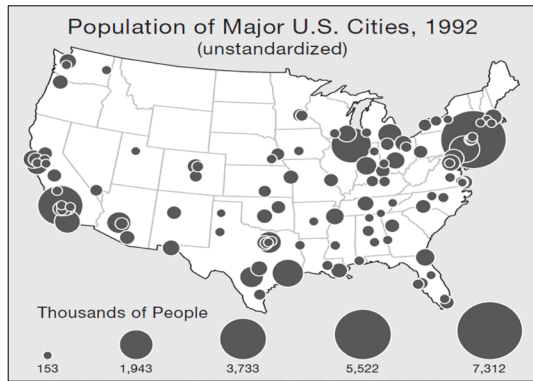 Population of Major U.S. Cities, 1992
(unstandardized)
Thousands of People
153 1,943 3,733 5,522 7,312